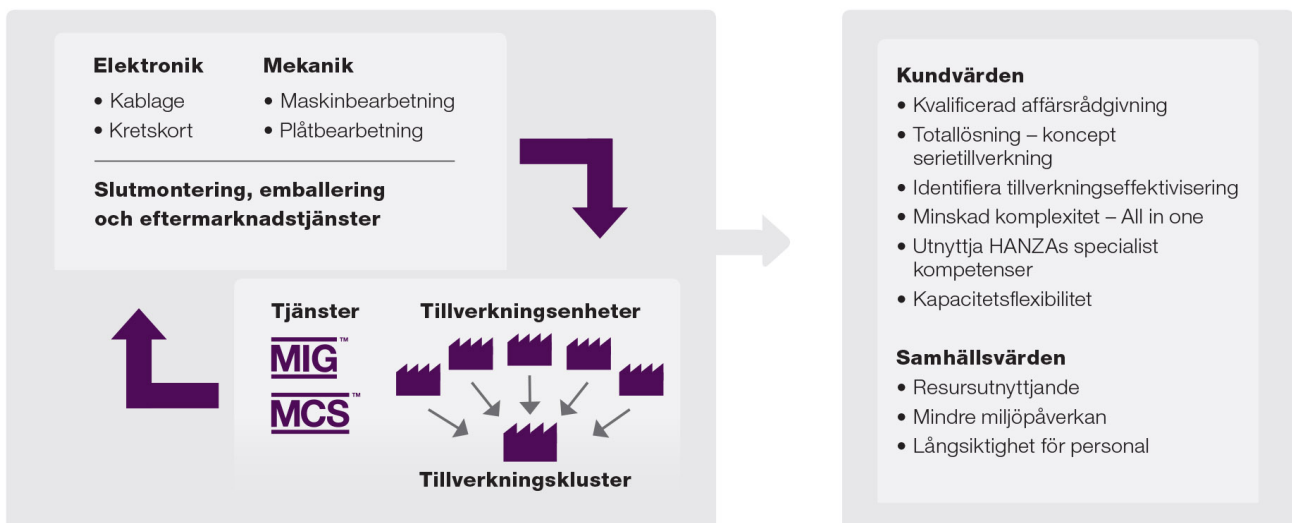 Elektronik
• Kablage
• Kretskort
Mekanik
• Maskinbearbetning
• Plåtbearbetning
Slutmontering, emballering
och eftermarknadstjänster
Tjänster
MIG™
MCS™
Tillverkningsenheter
Tillverkningskluster
Kundvärden
• Kvalificerad affärsrådgivning
• Totallösning – koncept
serietillverkning
• Identifiera tillverkningseffektivisering
• Minskad komplexitet – All in one
• Utnyttja HANZAs specialist
kompetenser
• Kapacitetsflexibilitet
Samhällsvärden
• Resursutnyttjande
• Mindre miljöpåverkan
• Långsiktighet för personal